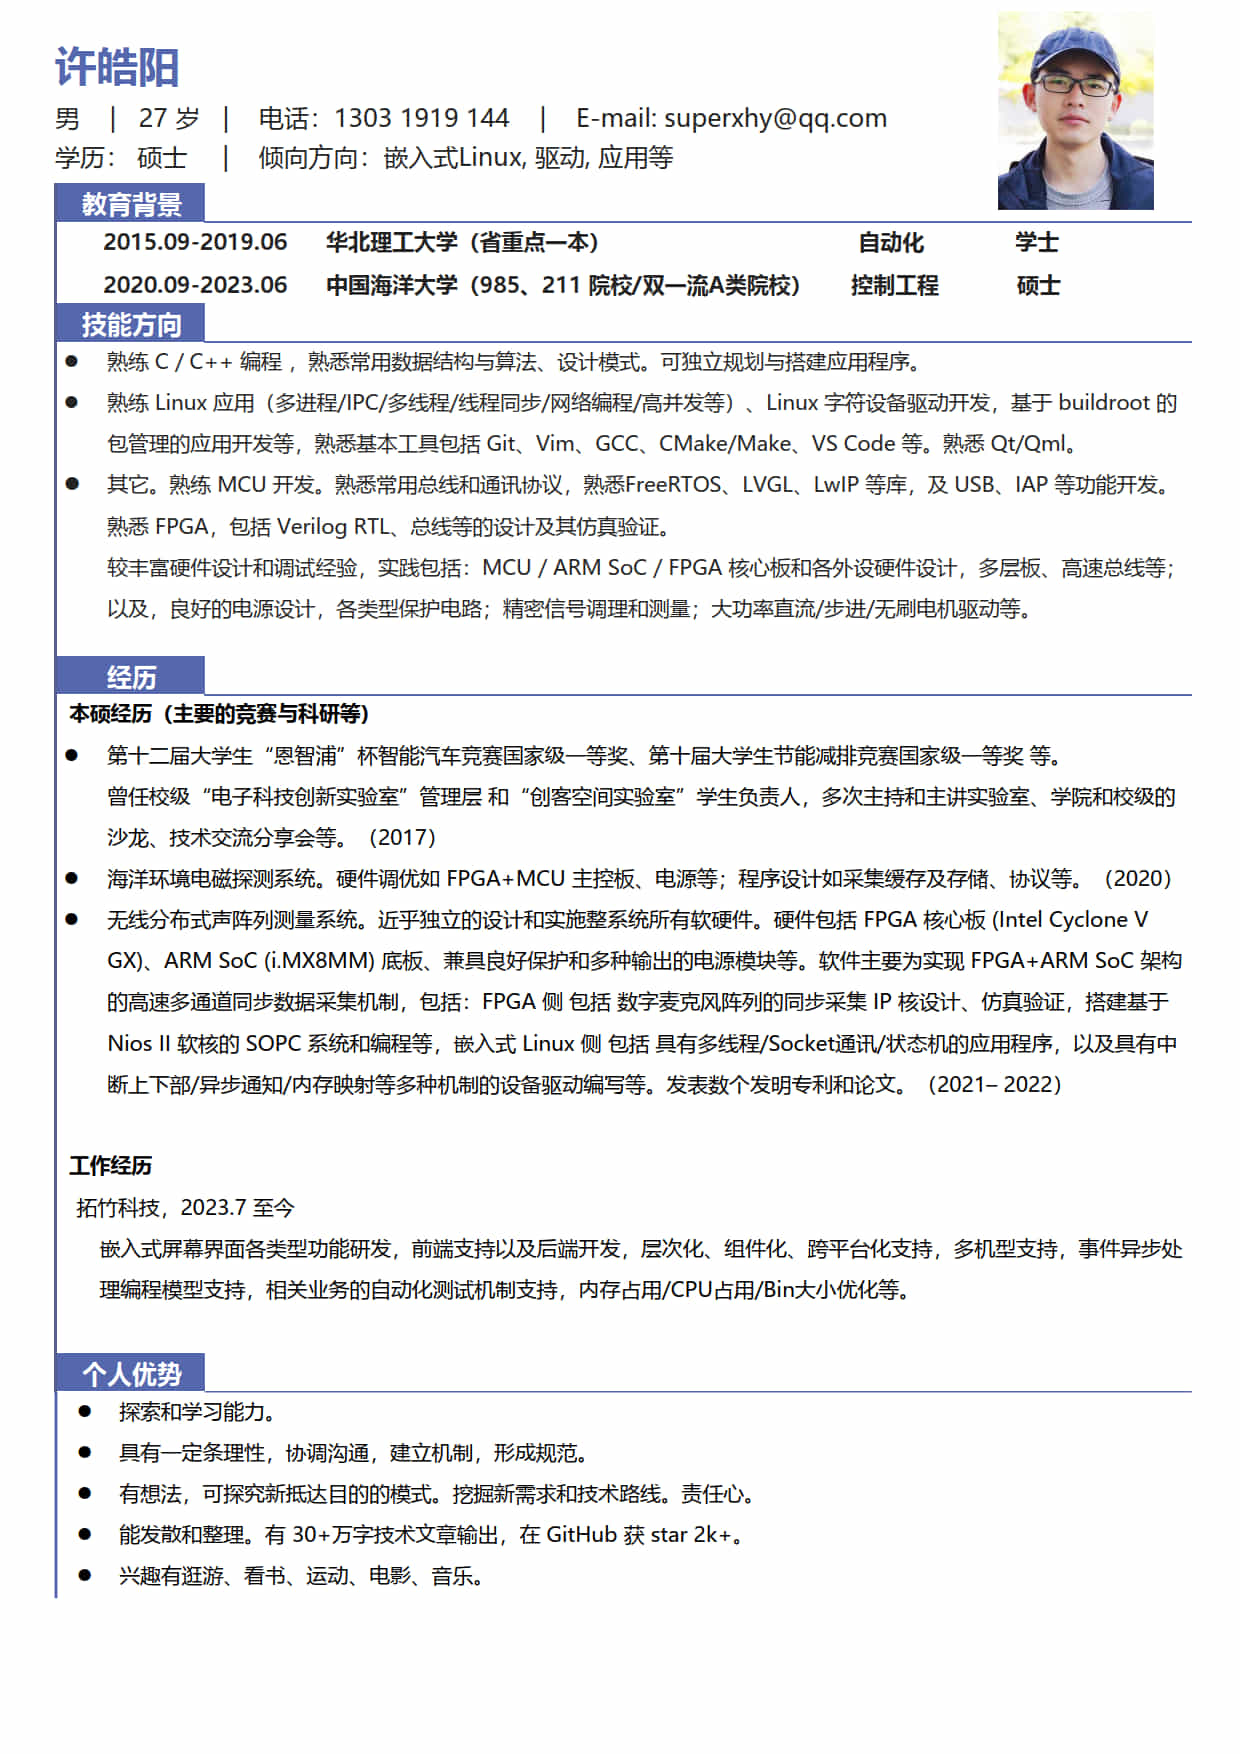 许皓阳
男 | 27 岁 | 电话：1303 1919 144 | E-mail: superxhy@qq.com
学历： 硕士 | 倾向方向：嵌入式Linux, 驱动, 应用等
教育背景
2015.09-2019.06 华北理工大学（省重点一本） 自动化 学士
2020.09-2023.06 中国海洋大学（985、211 院校/双一流A类院校） 控制工程 硕士
技能方向
● 熟练 C / C++ 编程 ，熟悉常用数据结构与算法、设计模式。可独立规划与搭建应用程序。
● 熟练 Linux 应用（多进程/IPC/多线程/线程同步/网络编程/高并发等）、Linux 字符设备驱动开发，基于 buildroot 的
包管理的应用开发等，熟悉基本工具包括 Git、Vim、GCC、CMake/Make、VS Code 等。熟悉 Qt/Qml。
● 其它。熟练 MCU 开发。熟悉常用总线和通讯协议，熟悉FreeRTOS、LVGL、LwIP 等库，及 USB、IAP 等功能开发。
熟悉 FPGA，包括 Verilog RTL、总线等的设计及其仿真验证。
较丰富硬件设计和调试经验，实践包括：MCU / ARM SoC / FPGA 核心板和各外设硬件设计，多层板、高速总线等；
以及，良好的电源设计，各类型保护电路；精密信号调理和测量；大功率直流/步进/无刷电机驱动等。
经历
本硕经历（主要的竞赛与科研等）
● 第十二届大学生“恩智浦”杯智能汽车竞赛国家级一等奖、第十届大学生节能减排竞赛国家级一等奖 等。
曾任校级“电子科技创新实验室”管理层 和“创客空间实验室”学生负责人，多次主持和主讲实验室、学院和校级的
沙龙、技术交流分享会等。（2017）
● 海洋环境电磁探测系统。硬件调优如 FPGA+MCU 主控板、电源等；程序设计如采集缓存及存储、协议等。（2020）
● 无线分布式声阵列测量系统。近乎独立的设计和实施整系统所有软硬件。硬件包括 FPGA 核心板 (Intel Cyclone V
GX)、ARM SoC (i.MX8MM) 底板、兼具良好保护和多种输出的电源模块等。软件主要为实现 FPGA+ARM SoC 架构
的高速多通道同步数据采集机制，包括：FPGA 侧 包括 数字麦克风阵列的同步采集 IP 核设计、仿真验证，搭建基于
Nios II 软核的 SOPC 系统和编程等，嵌入式 Linux 侧 包括 具有多线程/Socket通讯/状态机的应用程序，以及具有中
断上下部/异步通知/内存映射等多种机制的设备驱动编写等。发表数个发明专利和论文。（2021– 2022）
工作经历
拓竹科技，2023.7 至今
嵌入式屏幕界面各类型功能研发，前端支持以及后端开发，层次化、组件化、跨平台化支持，多机型支持，事件异步处
理编程模型支持，相关业务的自动化测试机制支持，内存占用/CPU占用/Bin大小优化等。
个人优势
● 探索和学习能力。
● 具有一定条理性，协调沟通，建立机制，形成规范。
● 有想法，可探究新抵达目的的模式。挖掘新需求和技术路线。责任心。
● 能发散和整理。有 30+万字技术文章输出，在 GitHub 获 star 2k+。
● 兴趣有逛游、看书、运动、电影、音乐。